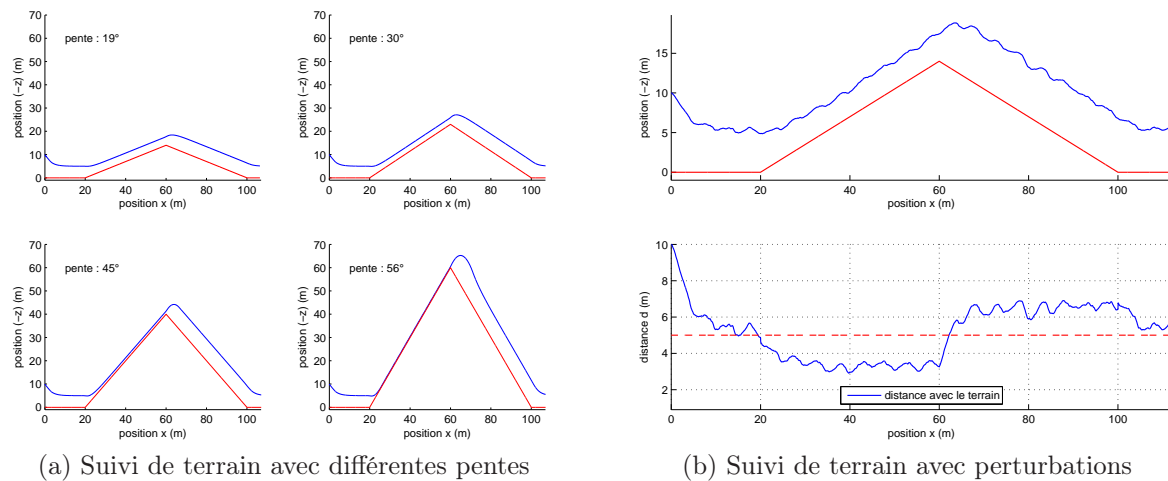 pente : 19°
position (−z) (m)
70
60
50
40
30
20
10
0
0 20 40 60 80 100
position x (m)
pente : 30°
position (−z) (m)
70
60
50
40
30
20
10
0
0 20 40 60 80 100
position x (m)
pente : 45°
position (−z) (m)
70
60
50
40
30
20
10
0
0 20 40 60 80 100
position x (m)
pente : 56°
position (−z) (m)
70
60
50
40
30
20
10
0
0 20 40 60 80 100
position x (m)
(a) Suivi de terrain avec différentes pentes
position (−z) (m)
15
10
5
0
0 20 40 60 80 100
position x (m)
distance d (m)
10
8
6
4
2
distance avec le terrain
0 20 40 60 80 100
position x (m)
(b) Suivi de terrain avec perturbations